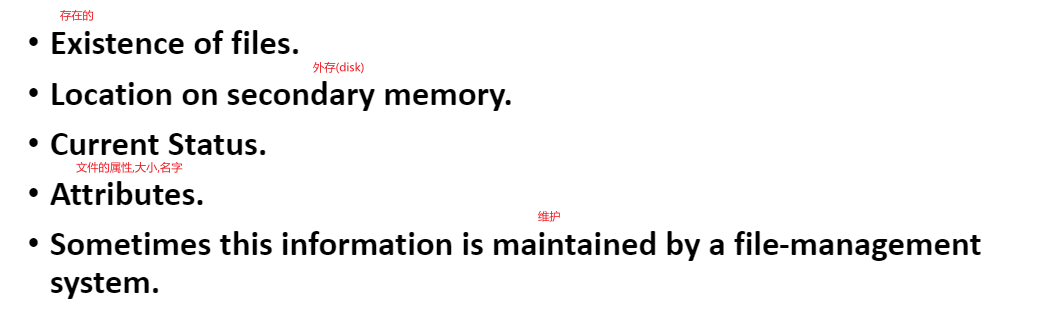 存在的
• Existence of files.
外存(disk)
• Location on secondary memory.
• Current Status.
文件的属性,大小,名字
• Attributes.
维护
• Sometimes this information is maintained by a file-management
system.